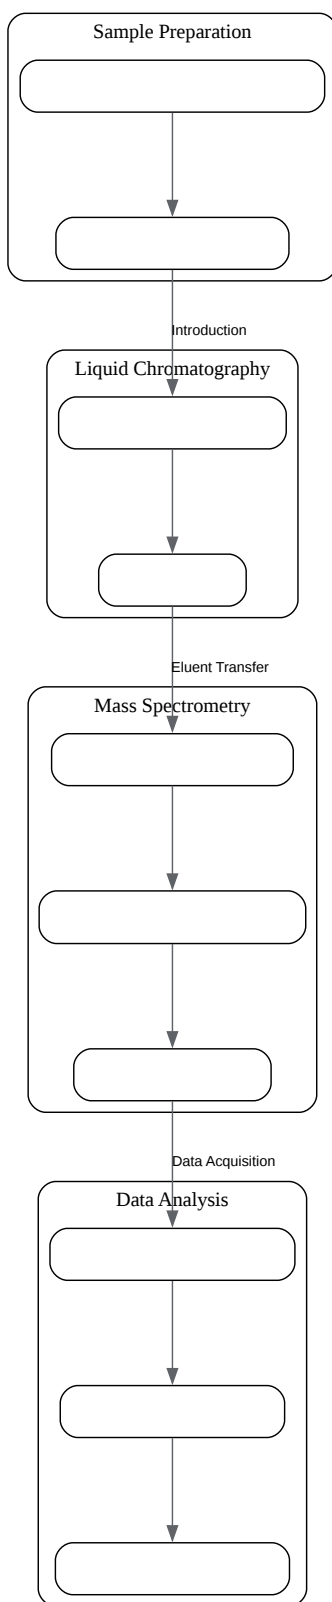 Sample Preparation
Introduction
Liquid Chromatography
Eluent Transfer
Mass Spectrometry
Data Acquisition
Data Analysis